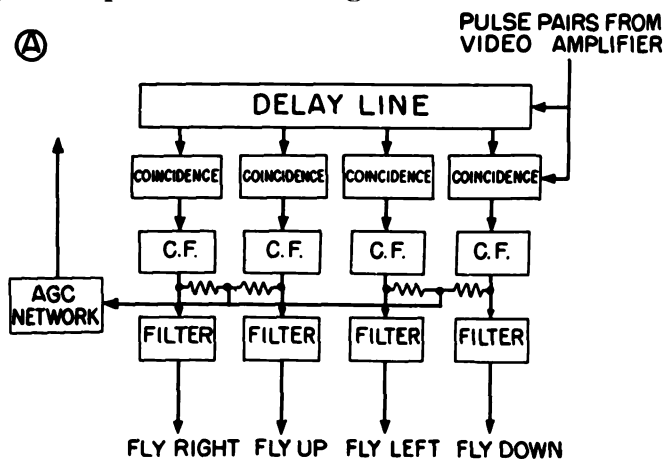 A
PULSE PAIRS FROM
VIDEO AMPLIFIER
DELAY LINE
COINCIDENCE COINCIDENCE COINCIDENCE COINCIDENCE
C.F. C.F. C.F. C.F.
AGC
NETWORK
FILTER FILTER FILTER FILTER
FLY RIGHT FLY UP FLY LEFT FLY DOWN